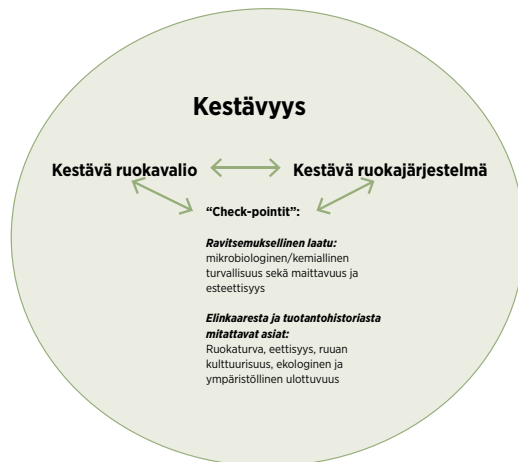 Kestävyys
Kestävä ruokavalio
Kestävä ruokajärjestelmä
“Check-pointit”:
Ravitsemuksellinen laatu:
mikrobiologinen/kemiallinen
turvallisuus sekä maittavuus ja
esteettisyys
Elinkaaresta ja tuotantohistoriasta
mitattavat asiat:
Ruokaturva, eettisyys, ruuan
kulttuurisuus, ekologinen ja
ympäristöllinen ulottuvuus